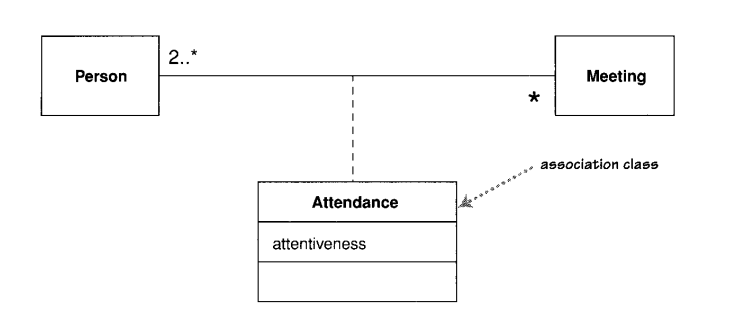 2..*
Person
Meeting
*
association class
Attendance
attentiveness